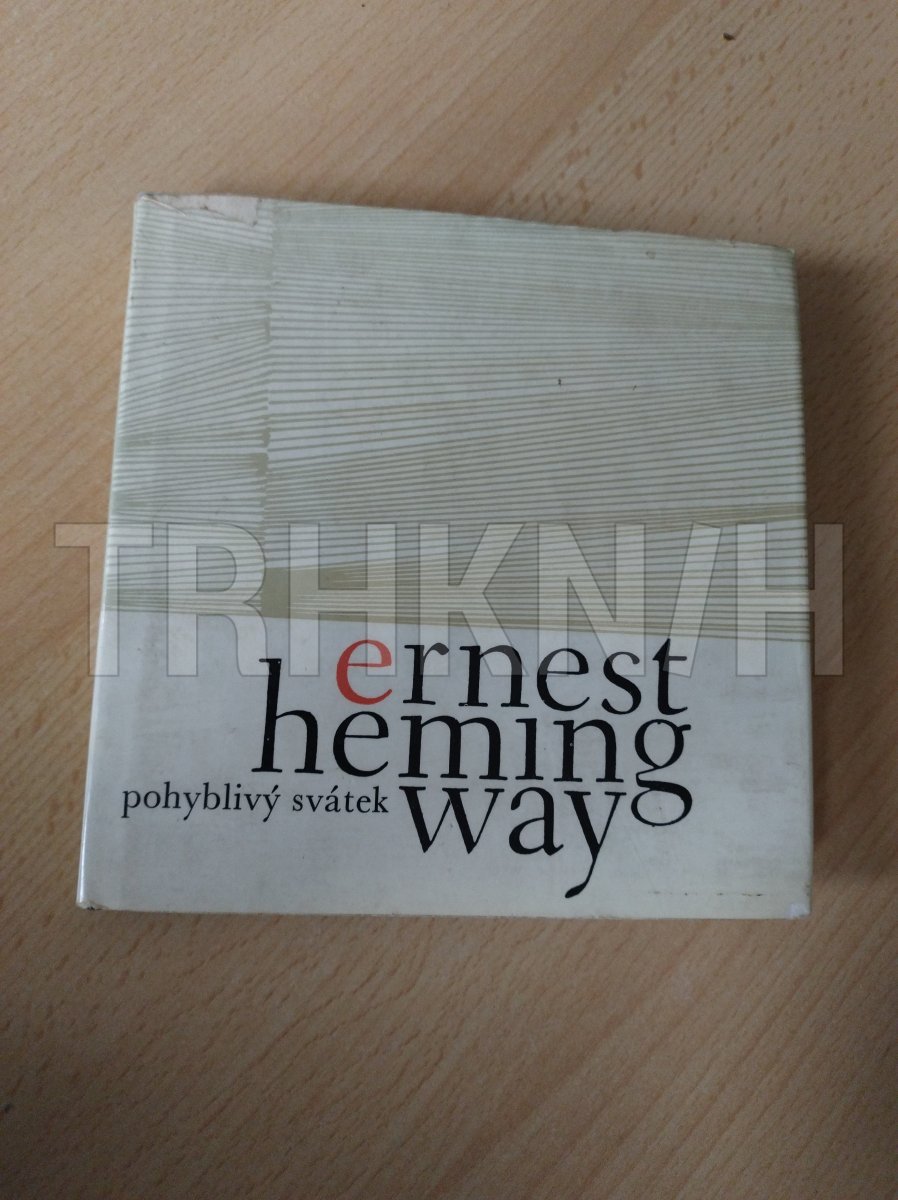 TRHKNIH
ernest
heming
way
pohyblivý svátek